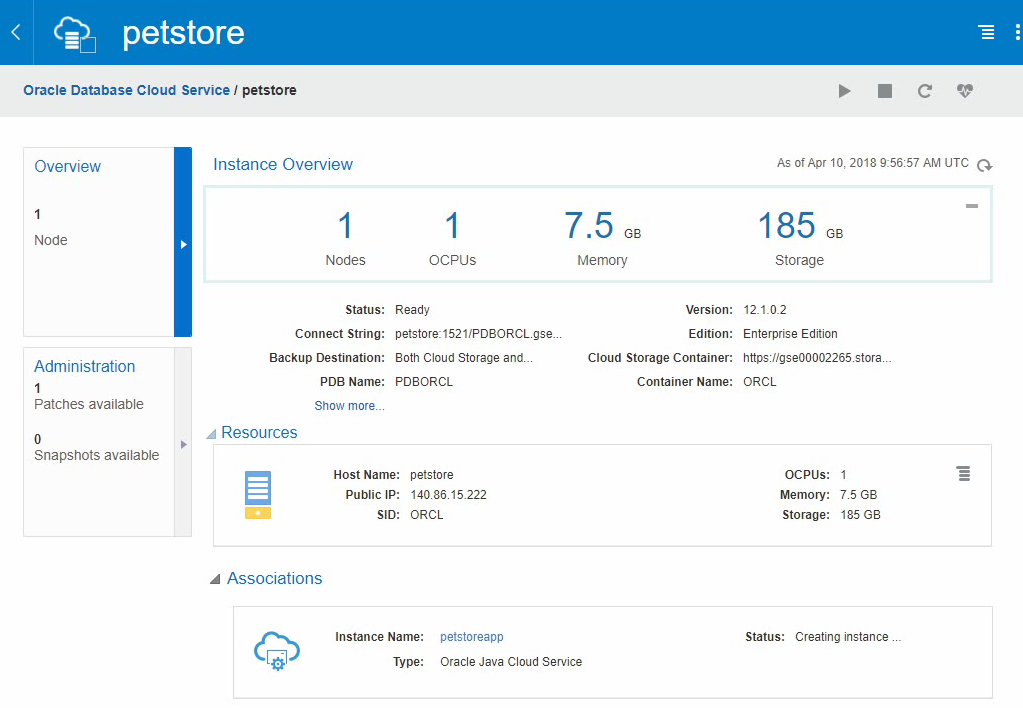 petstore
Oracle Database Cloud Service / petstore
Overview
1
Node
Administration
1
Patches available
0
Snapshots available
Instance Overview
As of Apr 10, 2018 9:56:57 AM UTC
1 1 7.5 GB 185 GB
Nodes OCPUs Memory Storage
Status: Ready Version: 12.1.0.2
Connect String: petstore:1521/PDBORCL.gse... Edition: Enterprise Edition
Backup Destination: Both Cloud Storage and... Cloud Storage Container: https://gse00002265.stora...
PDB Name: PDBORCL Container Name: ORCL
Show more...
Resources
Host Name: petstore OCPUs: 1
Public IP: 140.86.15.222 Memory: 7.5 GB
SID: ORCL Storage: 185 GB
Associations
Instance Name: petstoreapp Status: Creating instance ...
Type: Oracle Java Cloud Service